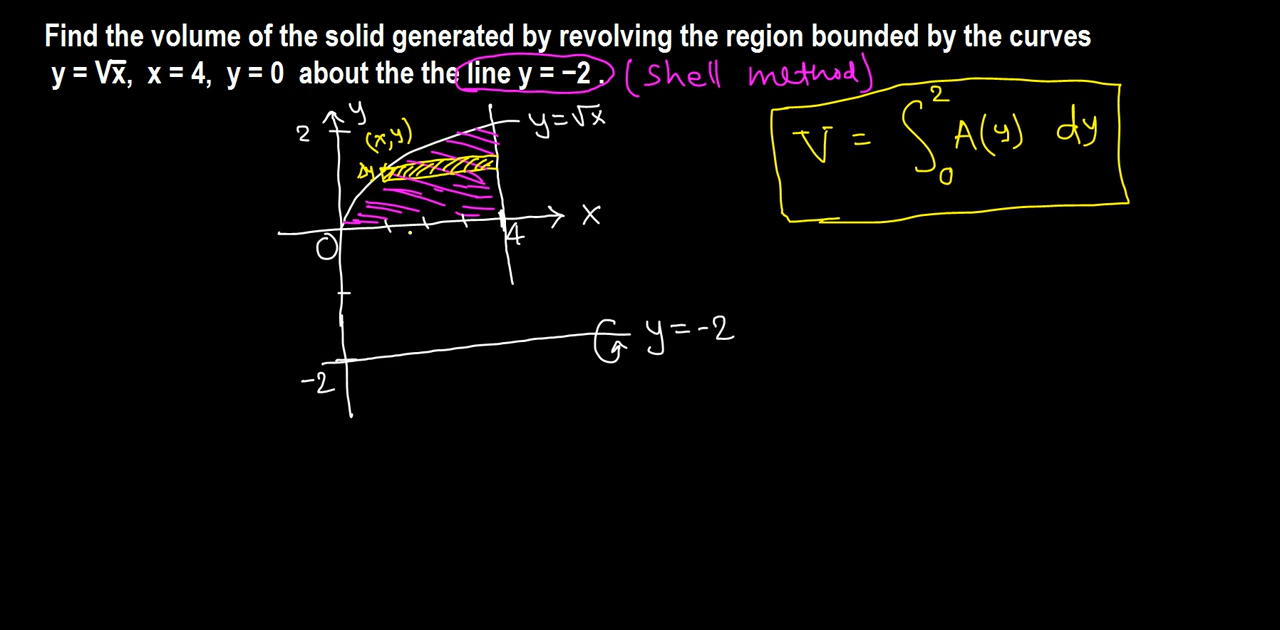 Find the volume of the solid generated by revolving the region bounded by the curves
y = √x, x = 4, y = 0 about the the line y = −2 . (shell method)
y
2
(x,y)
y=√x
Δy
V = ∫₀² A(y) dy
x
0
4
y=-2
-2